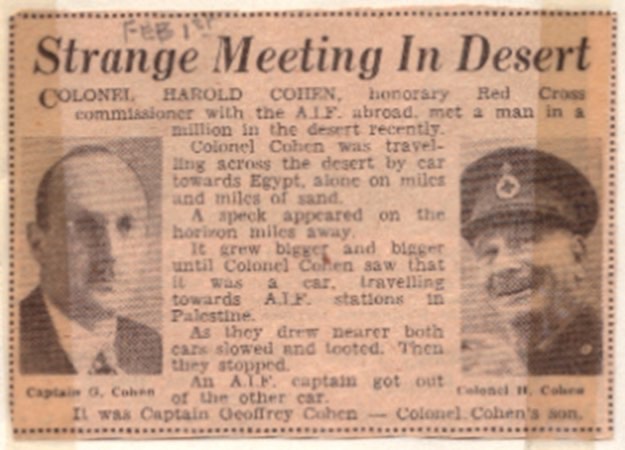 FEB 1st
Strange Meeting In Desert
COLONEL HAROLD COHEN, honorary Red Cross
commissioner with the A.I.F. abroad, met a man in a
million in the desert recently.
Colonel Cohen was travel-
ling across the desert by car
towards Egypt, alone on miles
and miles of sand.
A speck appeared on the
horizon miles away.
It grew bigger and bigger
until Colonel Cohen saw that
it was a car, travelling
towards A.I.F. stations in
Palestine.
As they drew nearer both
cars slowed and tooted. Then
they stopped.
An A.I.F. captain got out
of the other car.
It was Captain Geoffrey Cohen — Colonel Cohen's son.
Captain G. Cohen
Colonel H. Cohen